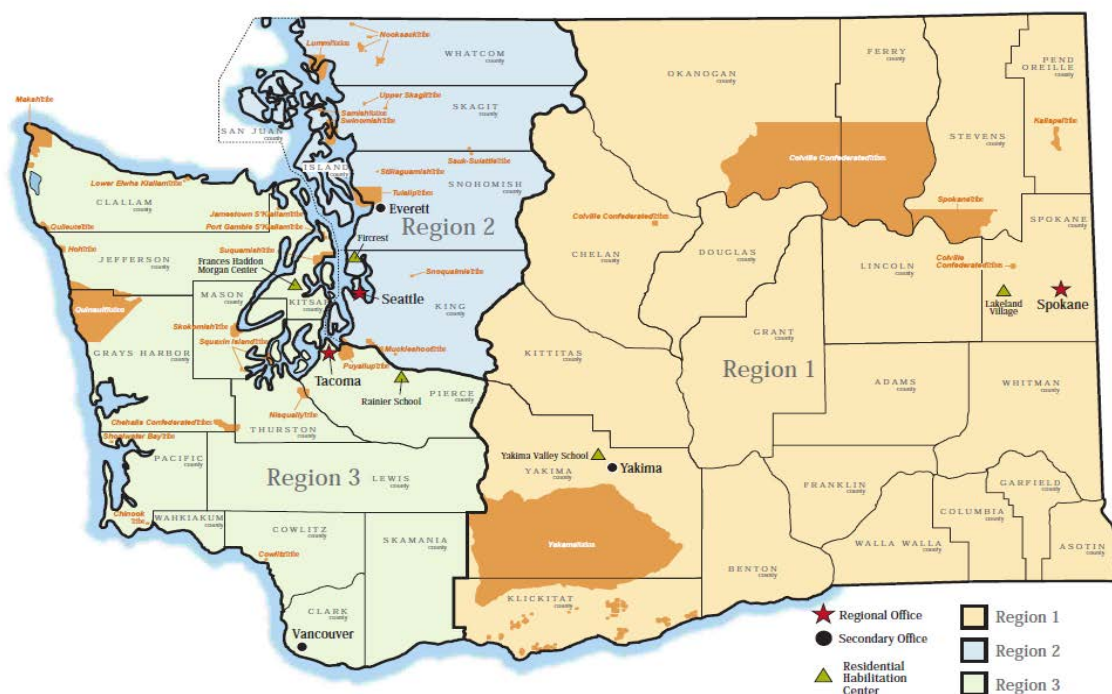 Nooksack
Lummi
WHATCOM
county
OKANOGAN
county
FERRY
county
PEND
OREILLE
county
Makah
Upper Skagit
SKAGIT
county
Samish
Swinomish
SAN JUAN
county
Kalispel
STEVENS
county
Sauk-Suiattle
ISLAND
county
Colville Confederated
Lower Elwha Klallam
SNOHOMISH
county
Tulalip
CLALLAM
county
Everett
Spokane
SPOKANE
county
Jamestown S'Klallam
Quileute
Port Gamble S'Klallam
Region 2
Colville Confederated
Fircrest
DOUGLAS
county
Hoh
Suquamish
CHELAN
county
JEFFERSON
county
Frances Haddon
Morgan Center
Snoqualmie
LINCOLN
county
Colville
Confederated
MASON
county
KITSAP
county
Seattle
KING
county
Lakeland
Village
Spokane
Quinault
Skokomish
GRANT
county
Squaxin Island
Muckleshoot
KITTITAS
county
GRAYS HARBOR
county
Puyallup
Region 1
Tacoma
ADAMS
county
WHITMAN
county
PIERCE
county
Rainier School
Nisqually
Chehalis Confederated
THURSTON
county
Shoalwater Bay
PACIFIC
county
Yakima Valley School
YAKIMA
county
Yakima
Region 3
LEWIS
county
FRANKLIN
county
GARFIELD
county
COLUMBIA
county
Chinook
WAHKIAKUM
county
COWLITZ
county
SKAMANIA
county
Yakama
WALLA WALLA
county
ASOTIN
county
Cowlitz
BENTON
county
KLICKITAT
county
CLARK
county
Vancouver
Regional Office
Secondary Office
Residential
Habilitation
Center
Region 1
Region 2
Region 3